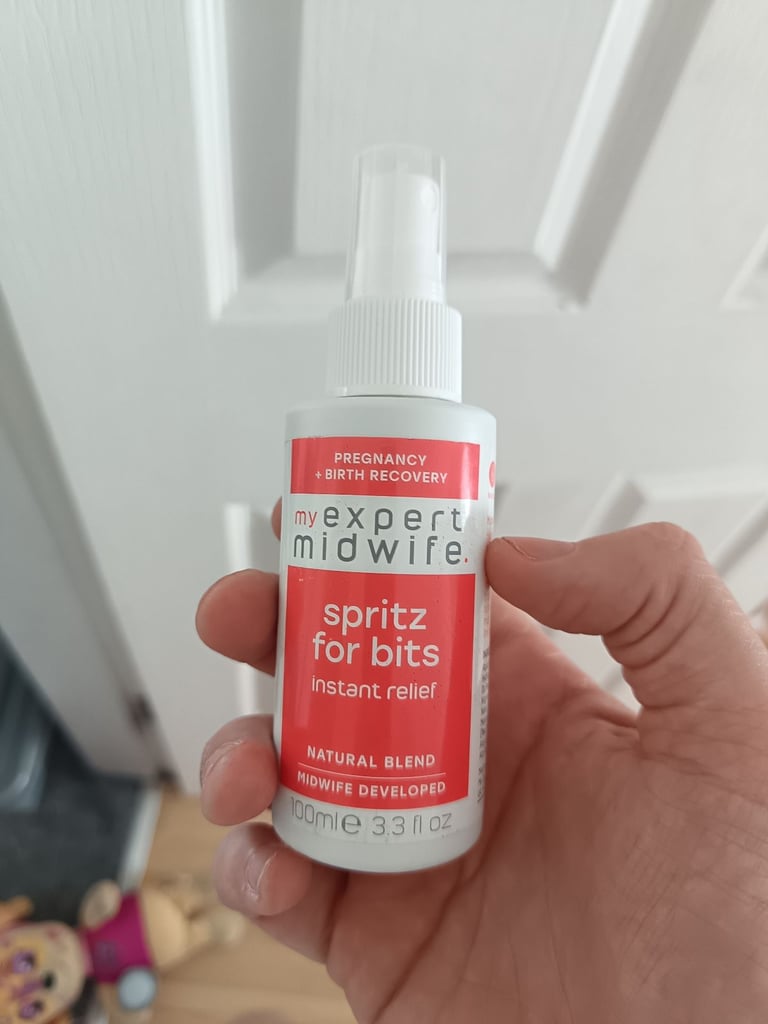 PREGNANCY
+ BIRTH RECOVERY
my expert
midwife.
spritz
for bits
instant relief
NATURAL BLEND
MIDWIFE DEVELOPED
100ml℮ 3.3 fl oz